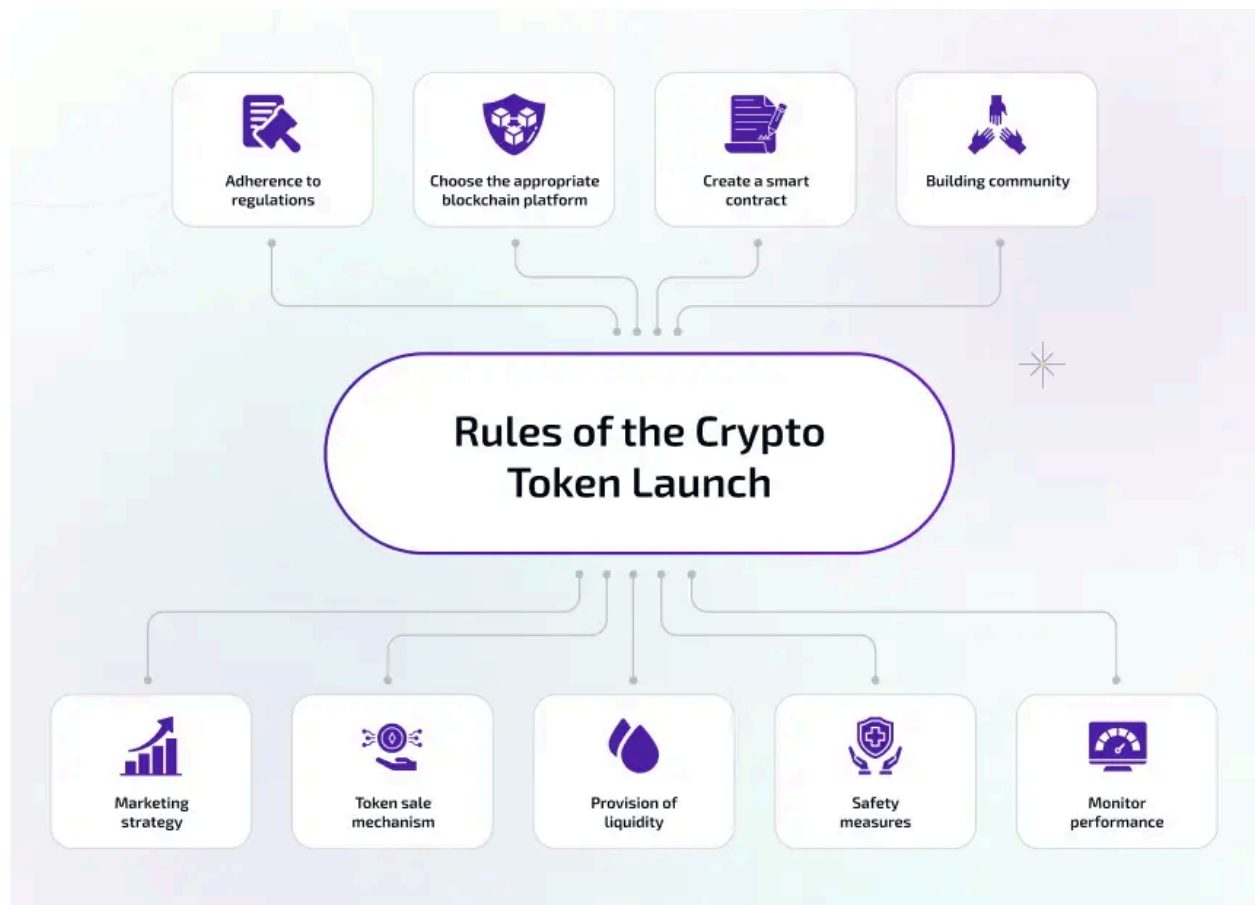 Adherence to
regulations
Choose the appropriate
blockchain platform
Create a smart
contract
Building community
Rules of the Crypto
Token Launch
Marketing
strategy
Token sale
mechanism
Provision of
liquidity
Safety
measures
Monitor
performance